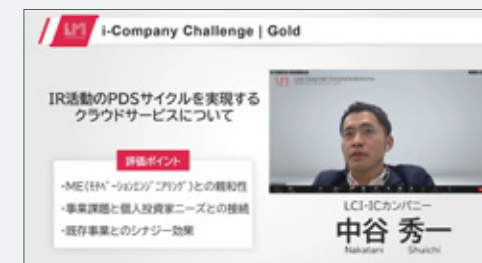 LMI i-Company Challenge | Gold
IR活動のPDSサイクルを実現する
クラウドサービスについて
評価ポイント
・ME(モチベーションエンジニアリング)との親和性
・事業課題と個人投資家ニーズとの接続
・既存事業とのシナジー効果
LCI-ICカンパニー
中谷 秀一
Nakatani Shuichi